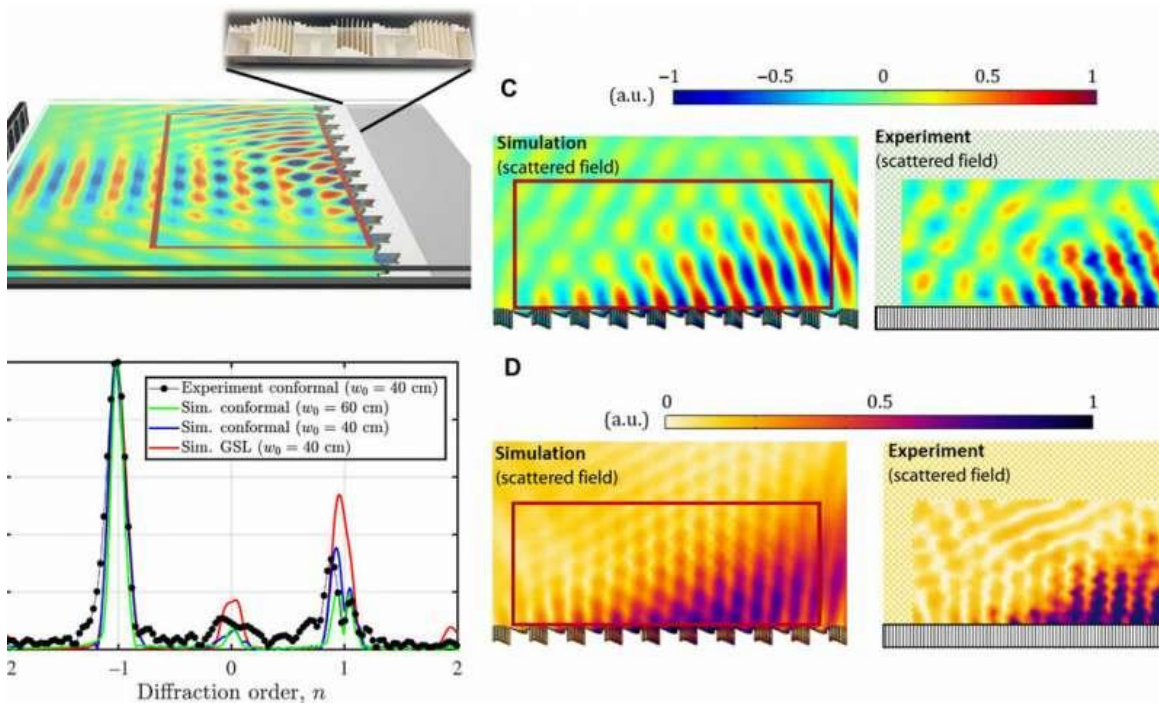 C
−1
−0.5
0
0.5
1
(a.u.)
Simulation
(scattered field)
Experiment
(scattered field)
Experiment conformal (w₀ = 40 cm)
Sim. conformal (w₀ = 60 cm)
Sim. conformal (w₀ = 40 cm)
Sim. GSL (w₀ = 40 cm)
2
−1
0
1
2
Diffraction order, n
D
0
0.5
1
(a.u.)
Simulation
(scattered field)
Experiment
(scattered field)